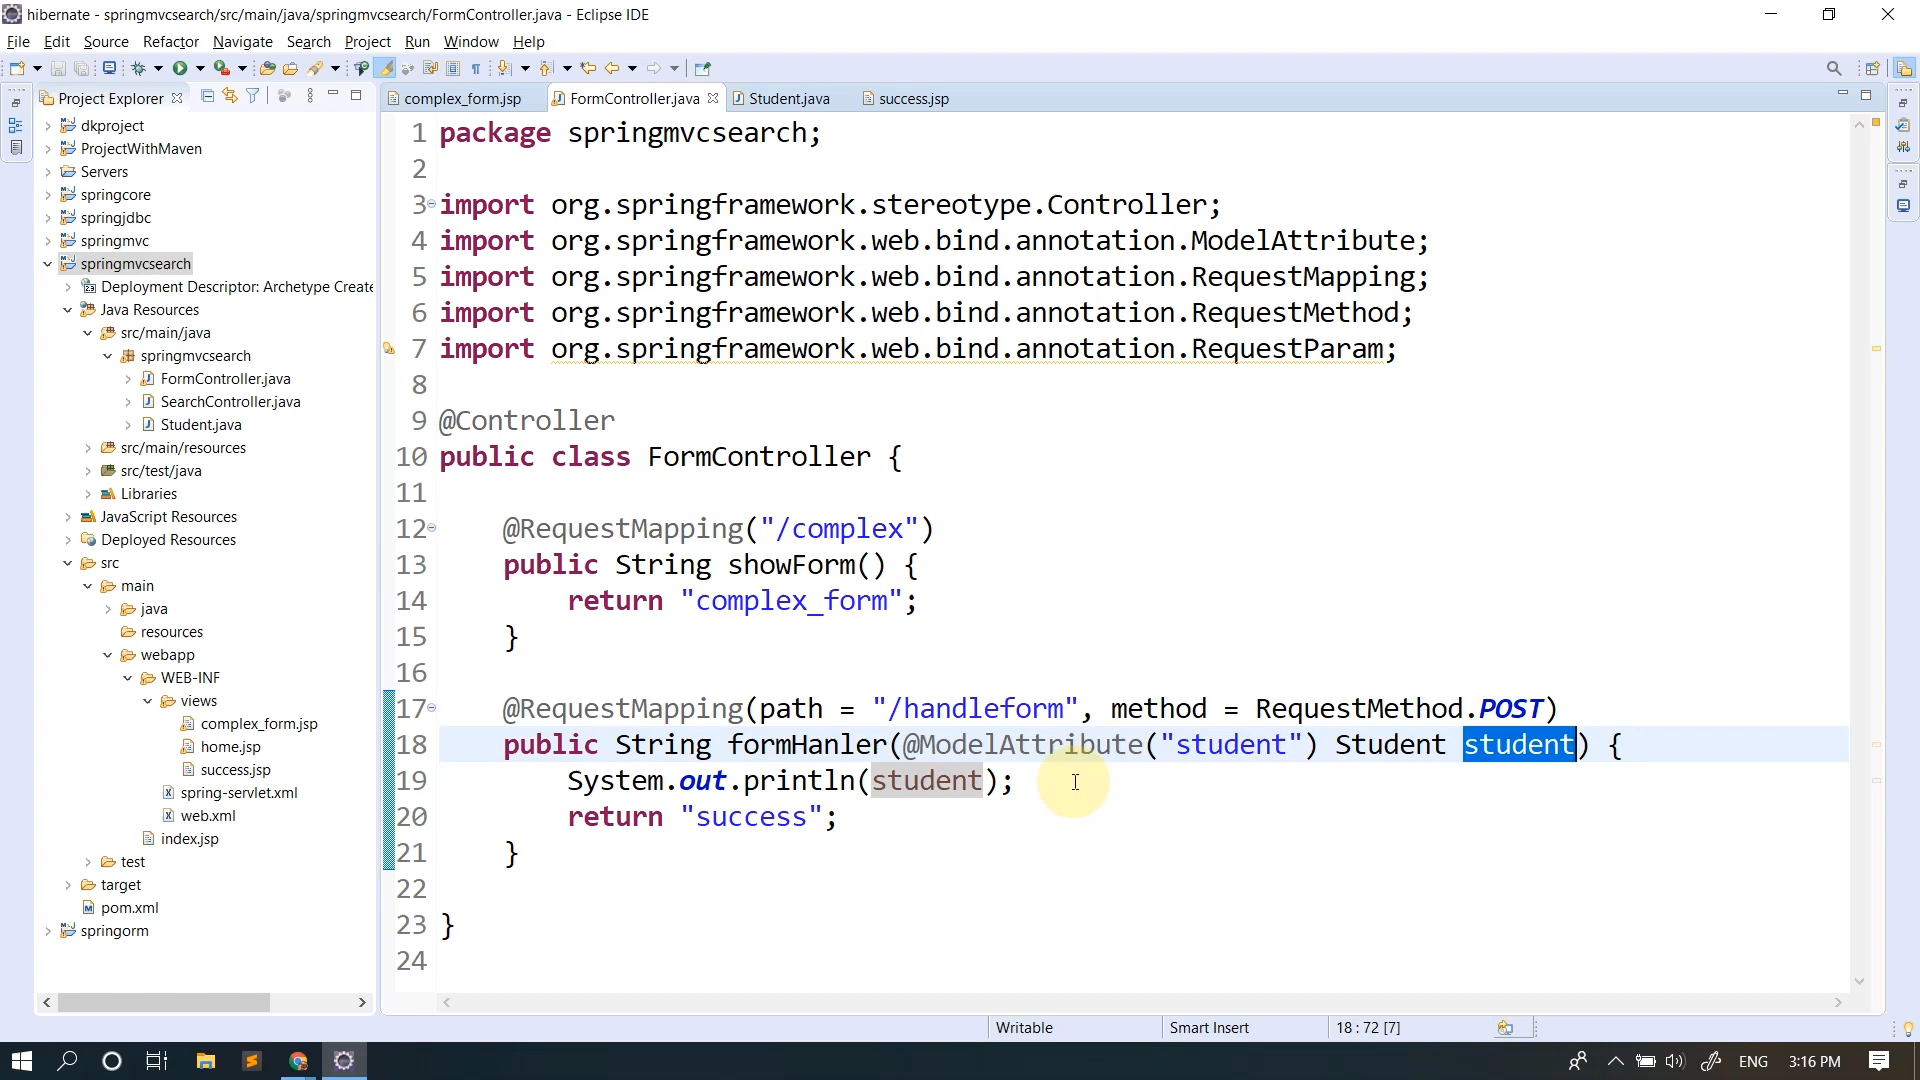 hibernate - springmvcsearch/src/main/java/springmvcsearch/FormController.java - Eclipse IDE
File Edit Source Refactor Navigate Search Project Run Window Help
Project Explorer
dkproject
ProjectWithMaven
Servers
springcore
springjdbc
springmvc
springmvcsearch
Deployment Descriptor: Archetype Create
Java Resources
src/main/java
springmvcsearch
FormController.java
SearchController.java
Student.java
src/main/resources
src/test/java
Libraries
JavaScript Resources
Deployed Resources
src
main
java
resources
webapp
WEB-INF
views
complex_form.jsp
home.jsp
success.jsp
spring-servlet.xml
web.xml
index.jsp
test
target
pom.xml
springorm
complex_form.jsp FormController.java Student.java success.jsp
1 package springmvcsearch;
2
3 import org.springframework.stereotype.Controller;
4 import org.springframework.web.bind.annotation.ModelAttribute;
5 import org.springframework.web.bind.annotation.RequestMapping;
6 import org.springframework.web.bind.annotation.RequestMethod;
7 import org.springframework.web.bind.annotation.RequestParam;
8
9 @Controller
10 public class FormController {
11
12 @RequestMapping("/complex")
13 public String showForm() {
14 return "complex_form";
15 }
16
17 @RequestMapping(path = "/handleform", method = RequestMethod.POST)
18 public String formHanler(@ModelAttribute("student") Student student) {
19 System.out.println(student);
20 return "success";
21 }
22
23 }
24
Writable Smart Insert 18 : 72 [7]
ENG 3:16 PM